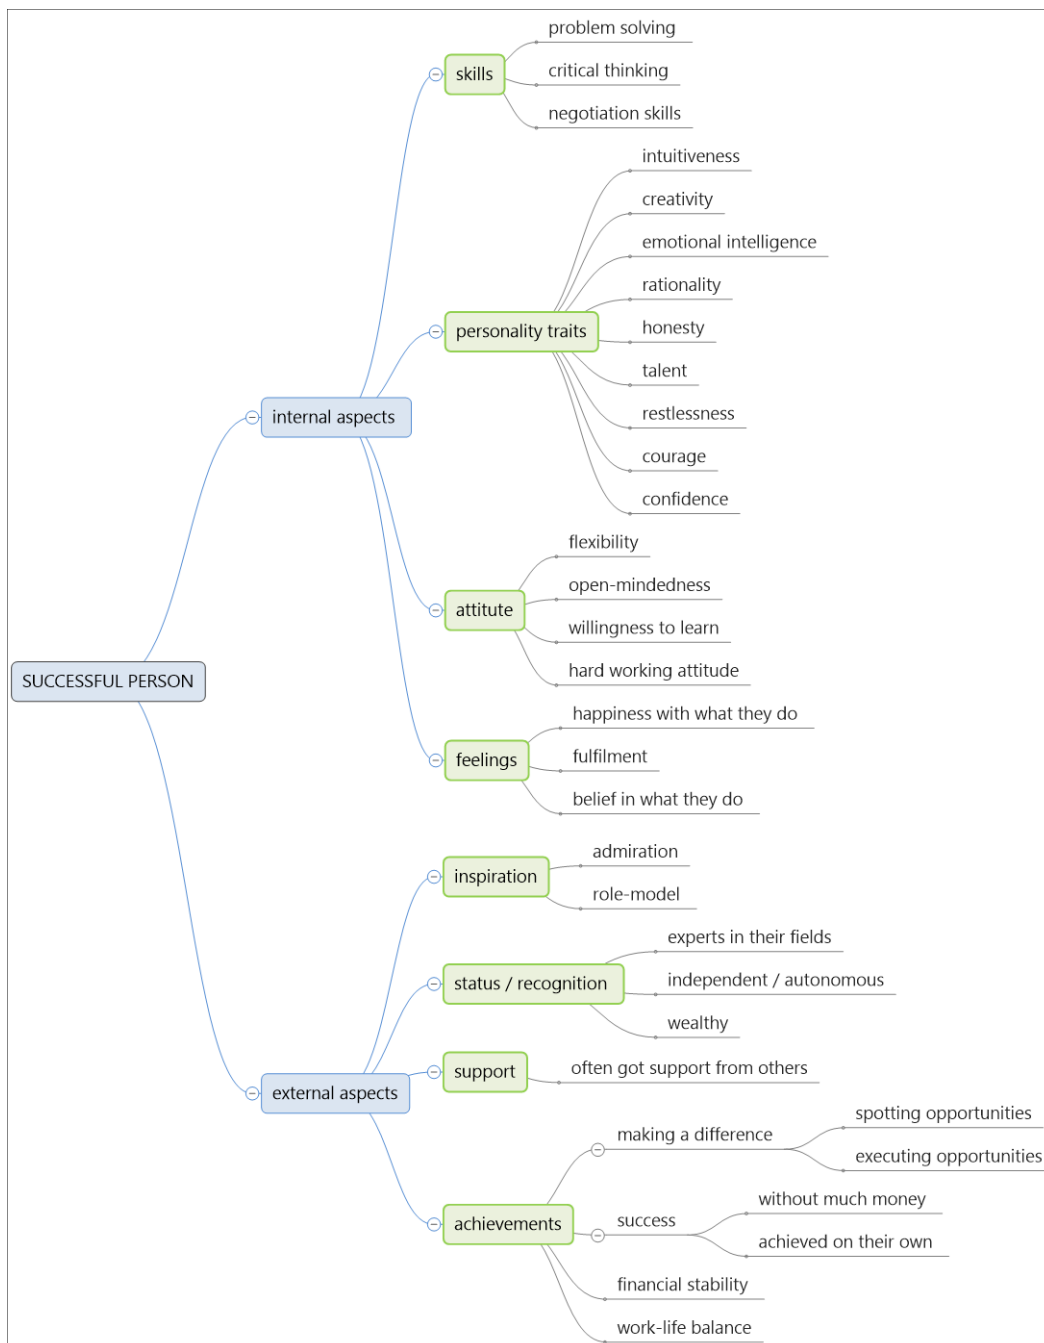 SUCCESSFUL PERSON
internal aspects
skills
problem solving
critical thinking
negotiation skills
personality traits
intuitiveness
creativity
emotional intelligence
rationality
honesty
talent
restlessness
courage
confidence
attitute
flexibility
open-mindedness
willingness to learn
hard working attitude
feelings
happiness with what they do
fulfilment
belief in what they do
external aspects
inspiration
admiration
role-model
status / recognition
experts in their fields
independent / autonomous
wealthy
support
often got support from others
achievements
making a difference
spotting opportunities
executing opportunities
success
without much money
achieved on their own
financial stability
work-life balance